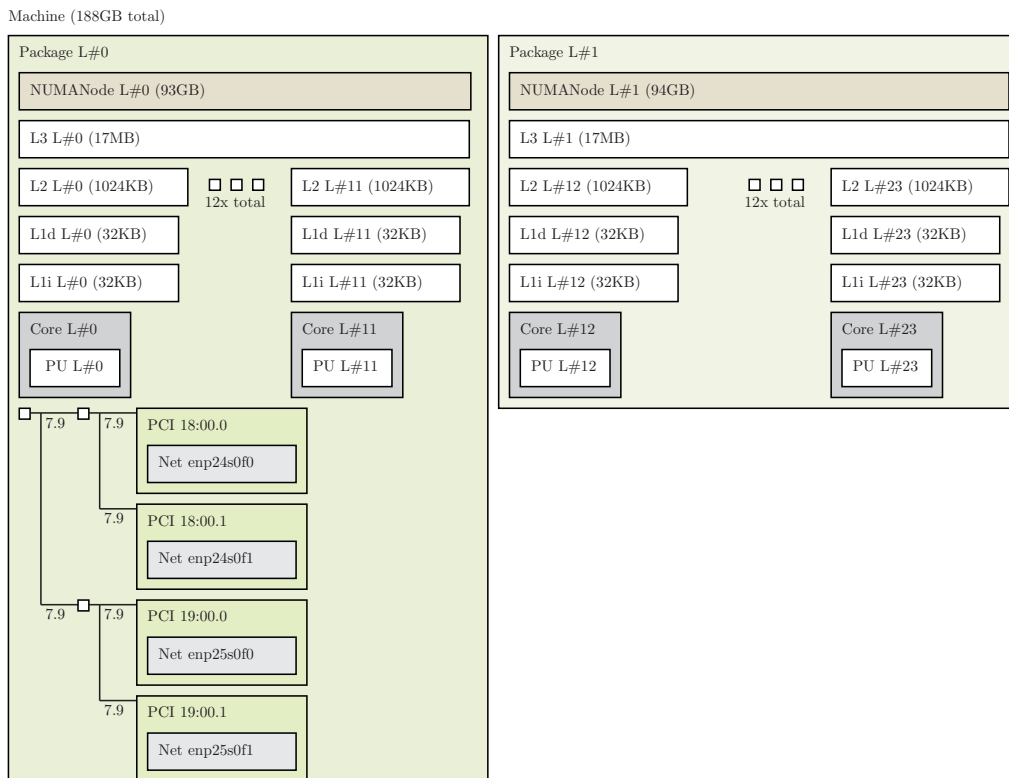 Machine (188GB total)
Package L#0
NUMANode L#0 (93GB)
L3 L#0 (17MB)
L2 L#0 (1024KB)
12x total
L2 L#11 (1024KB)
L1d L#0 (32KB)
L1d L#11 (32KB)
L1i L#0 (32KB)
L1i L#11 (32KB)
Core L#0
PU L#0
Core L#11
PU L#11
7.9
7.9
PCI 18:00.0
Net enp24s0f0
7.9
PCI 18:00.1
Net enp24s0f1
7.9
7.9
PCI 19:00.0
Net enp25s0f0
7.9
PCI 19:00.1
Net enp25s0f1
Package L#1
NUMANode L#1 (94GB)
L3 L#1 (17MB)
L2 L#12 (1024KB)
12x total
L2 L#23 (1024KB)
L1d L#12 (32KB)
L1d L#23 (32KB)
L1i L#12 (32KB)
L1i L#23 (32KB)
Core L#12
PU L#12
Core L#23
PU L#23